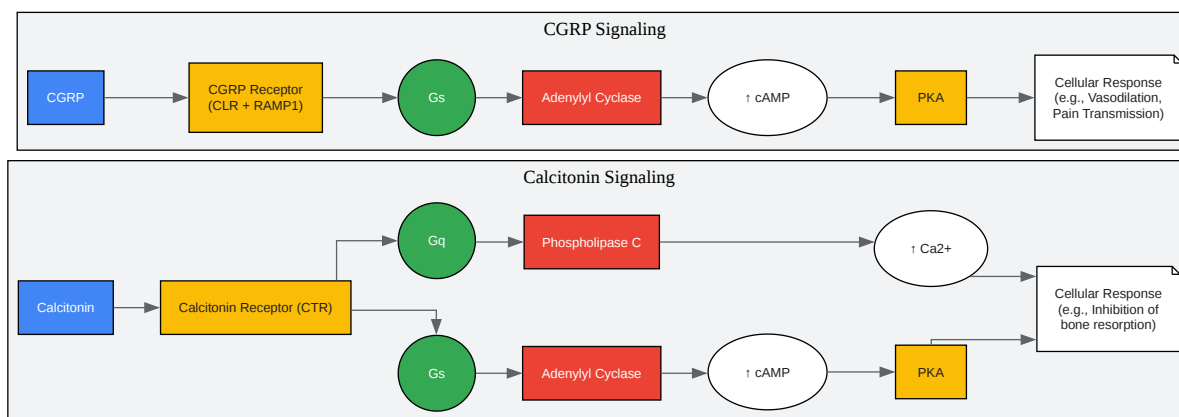 CGRP Signaling
CGRP
CGRP Receptor
(CLR + RAMP1)
Gs
Adenylyl Cyclase
↑ cAMP
PKA
Cellular Response
(e.g., Vasodilation,
Pain Transmission)
Calcitonin Signaling
Calcitonin
Calcitonin Receptor (CTR)
Gq
Phospholipase C
↑ Ca2+
Gs
Adenylyl Cyclase
↑ cAMP
PKA
Cellular Response
(e.g., Inhibition of
bone resorption)